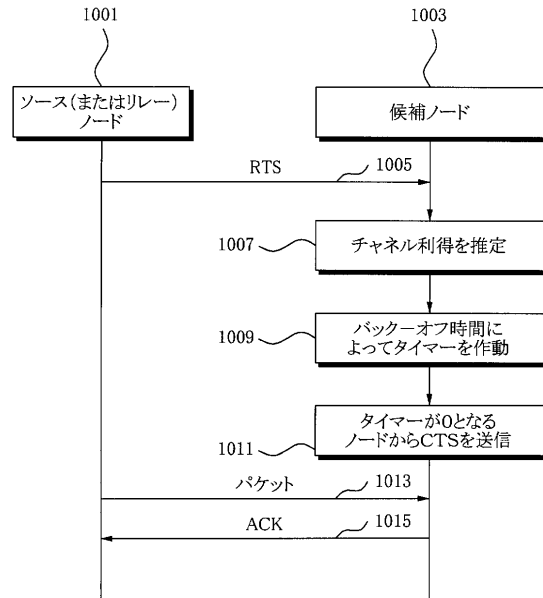 1001
1003
ソース(またはリレー)
ノード
候補ノード
RTS
1005
1007
チャネル利得を推定
1009
バック−オフ時間に
よってタイマーを作動
タイマーが0となる
ノードからCTSを送信
1011
パケット
1013
ACK
1015